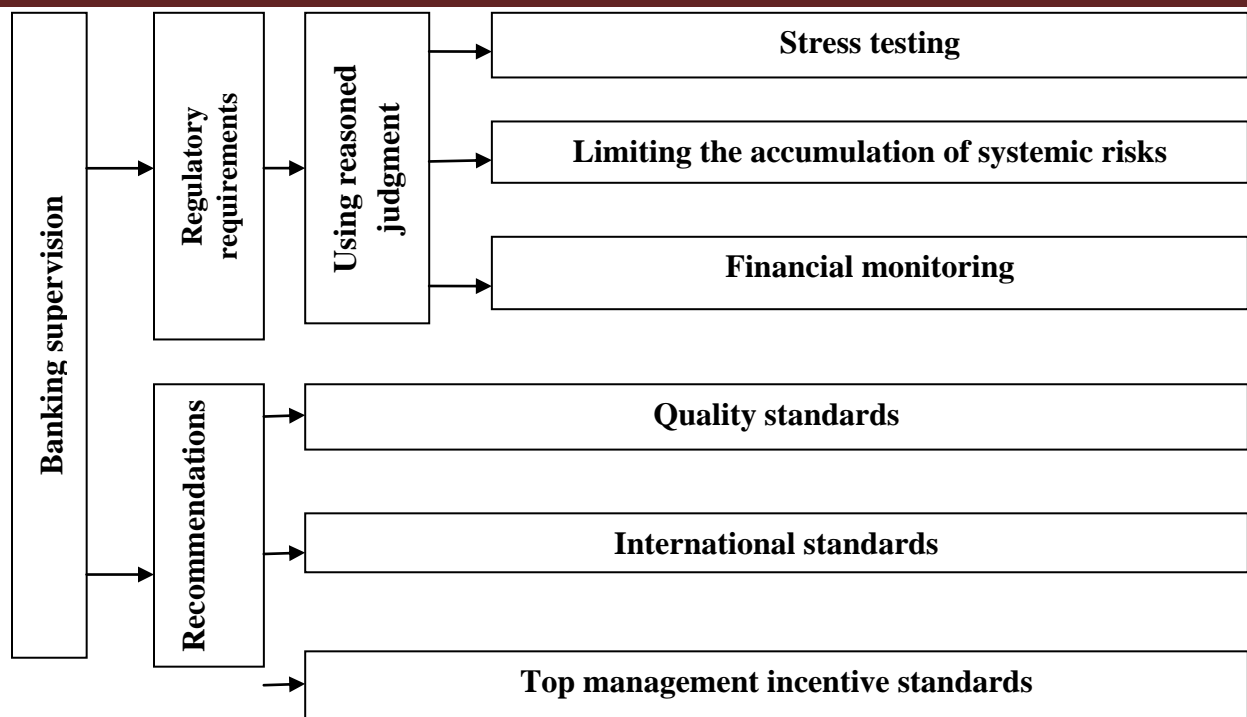 Banking supervision
Regulatory
requirements
Using reasoned
judgment
Stress testing
Limiting the accumulation of systemic risks
Financial monitoring
Recommendations
Quality standards
International standards
Top management incentive standards